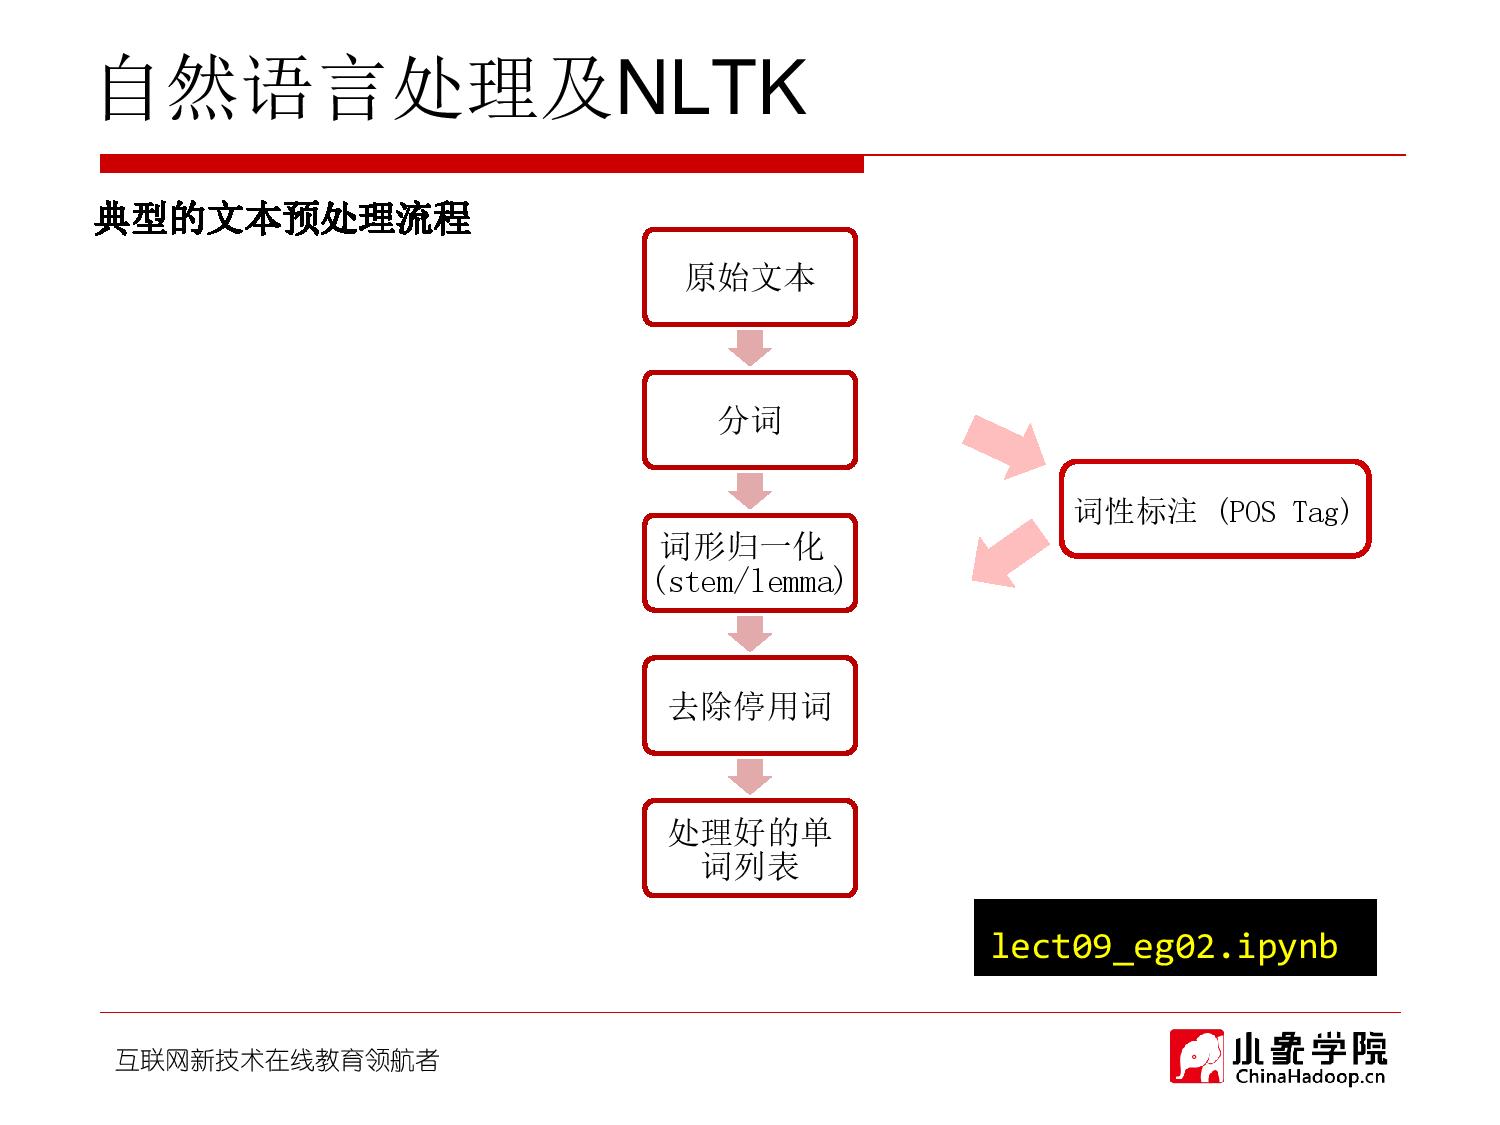 自然语言处理及NLTK
典型的文本预处理流程
原始文本
分词
词性标注 (POS Tag)
词形归一化
(stem/lemma)
去除停用词
处理好的单
词列表
lect09_eg02.ipynb
互联网新技术在线教育领航者
小象学院
ChinaHadoop.cn